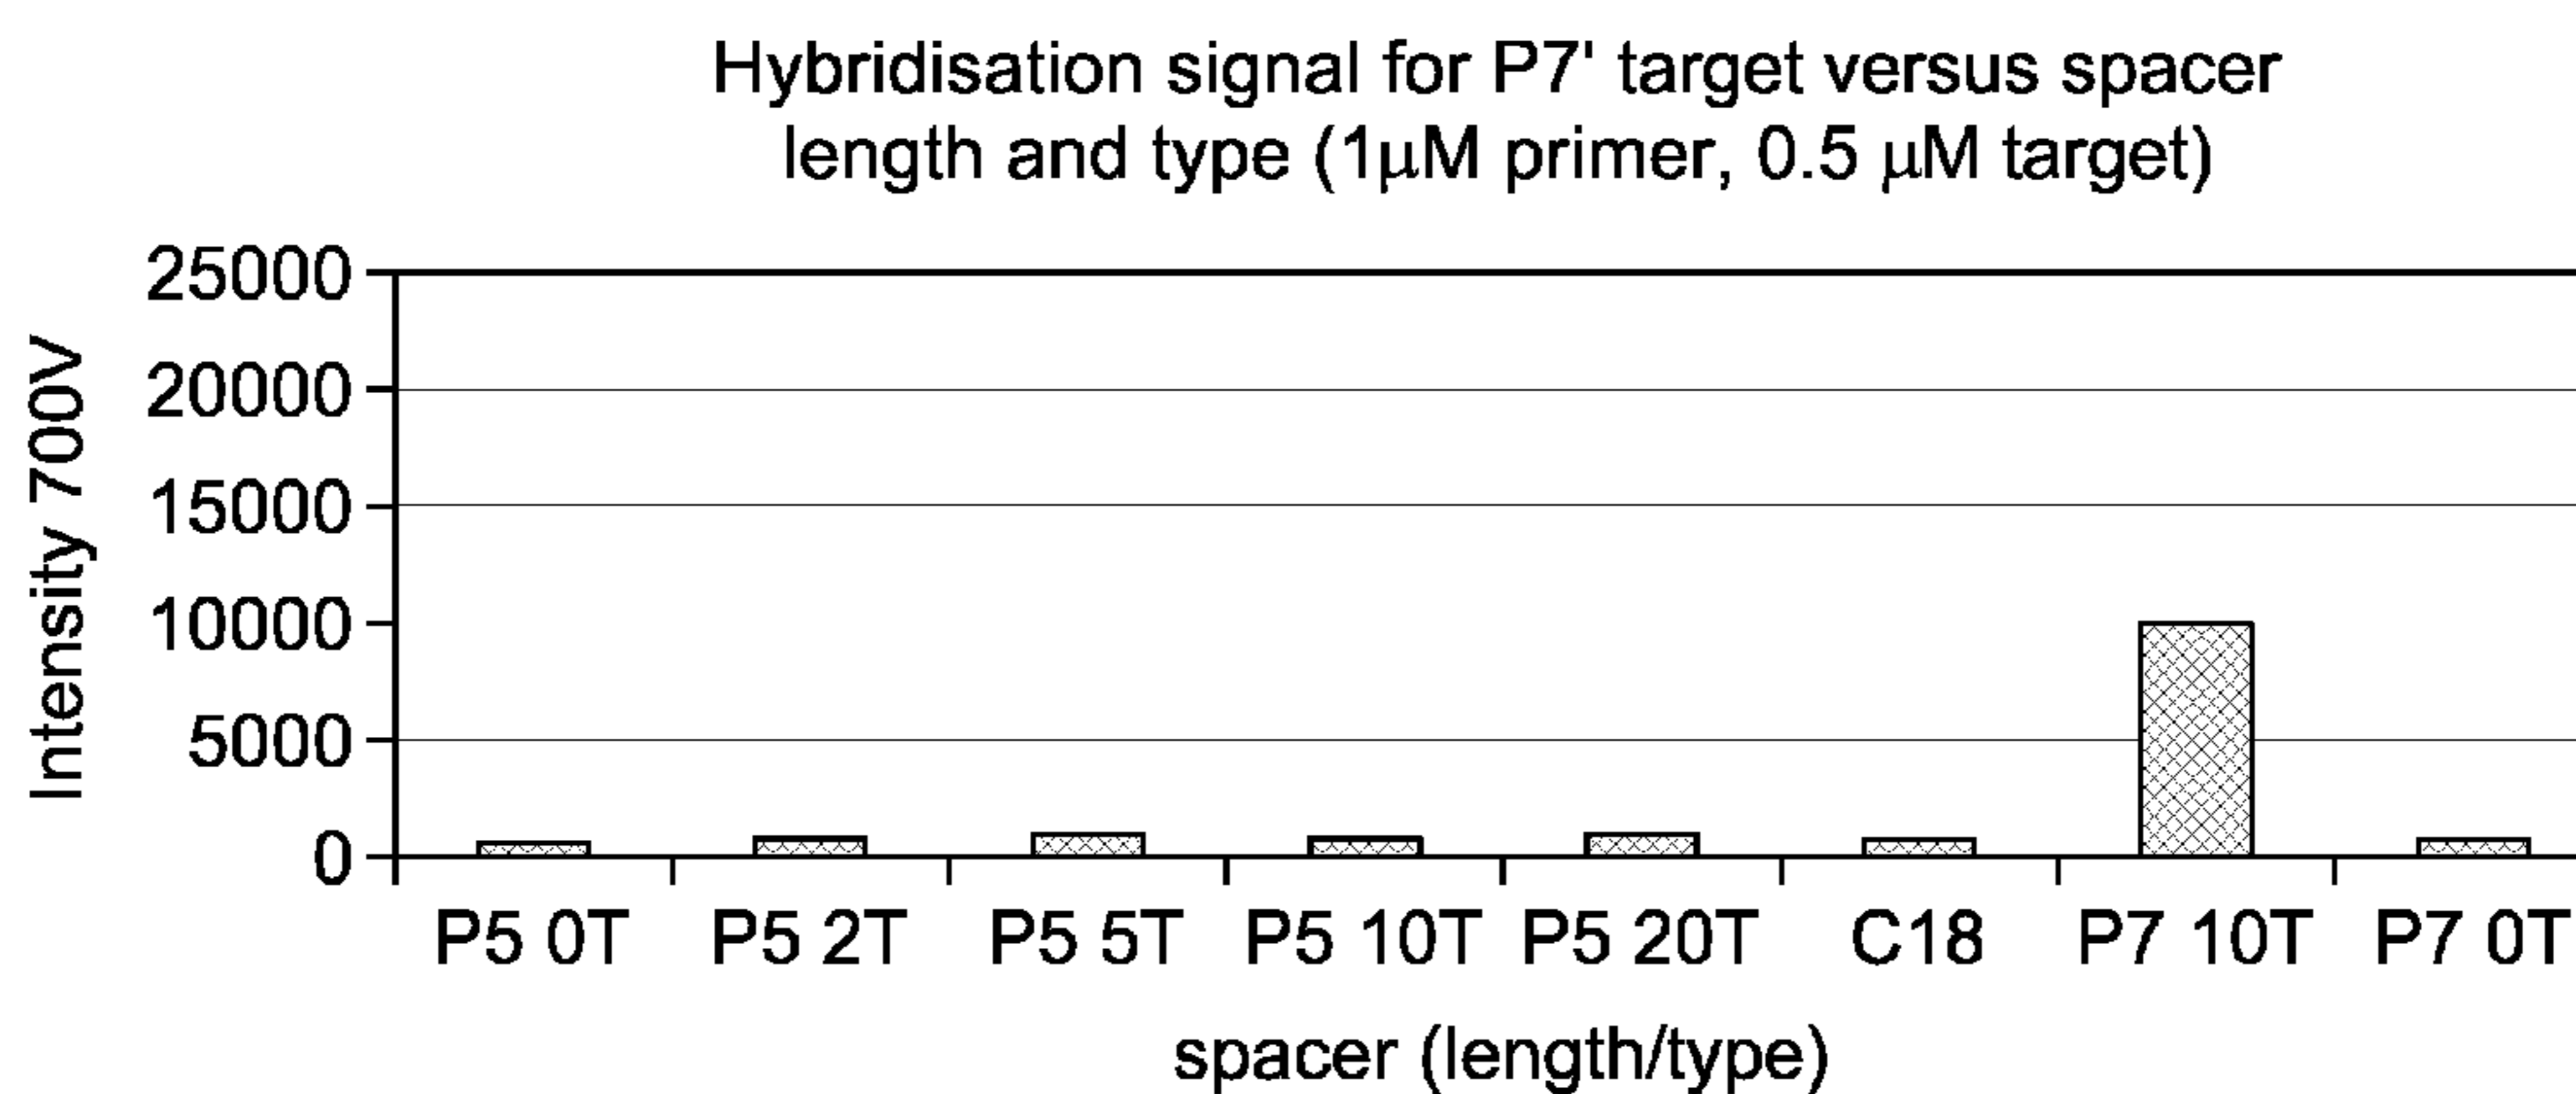 Hybridisation signal for P7' target versus spacer
length and type (1μM primer, 0.5 μM target)
25000
20000
15000
10000
5000
0
Intensity 700V
P5 0T P5 2T P5 5T P5 10T P5 20T C18 P7 10T P7 0T
spacer (length/type)